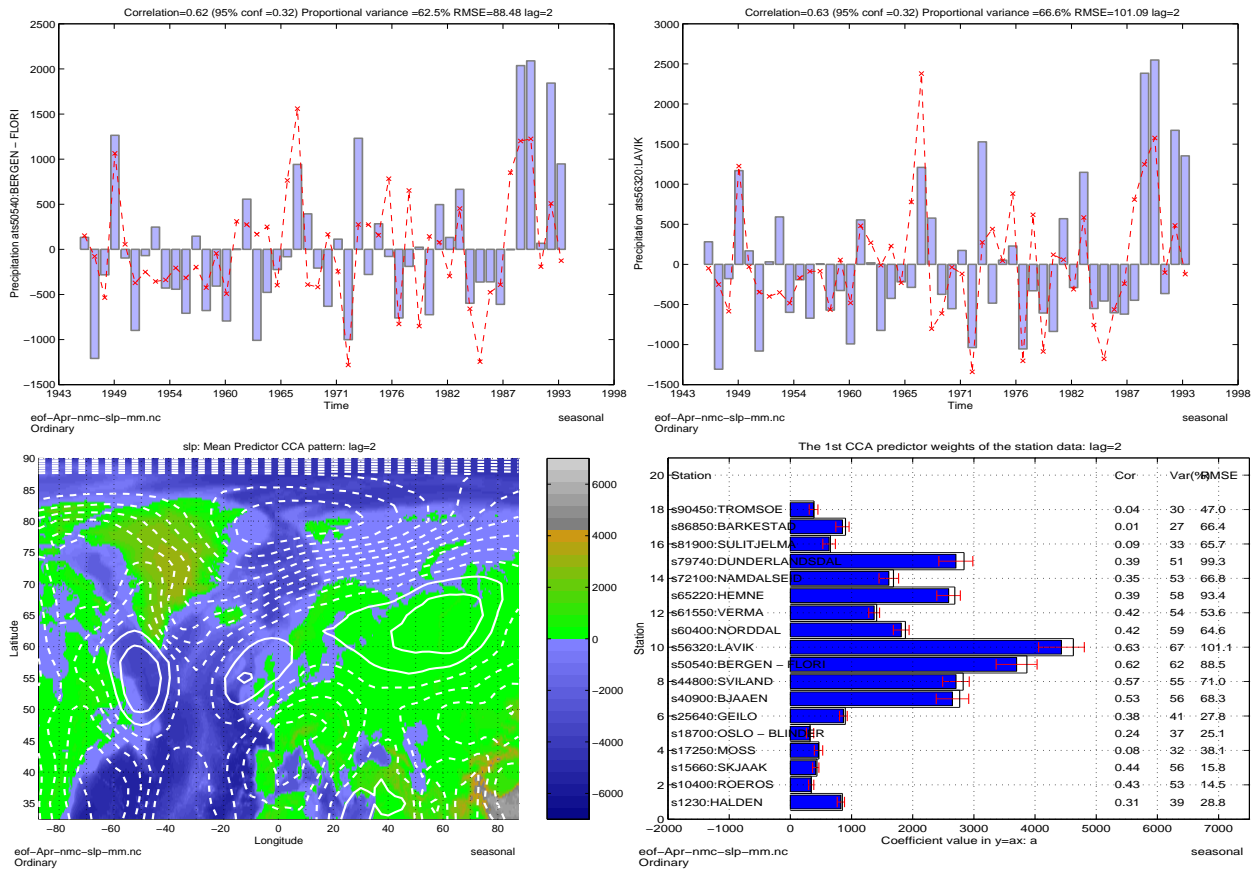 Correlation=0.62 (95% conf =0.32) Proportional variance =62.5% RMSE=88.48 lag=2
Precipitation ats50540:BERGEN − FLORI
2500
2000
1500
1000
500
0
−500
−1000
−1500
1943 1949 1954 1960 1965 1971 1976 1982 1987 1993 1998
Time
eof−Apr−nmc−slp−mm.nc seasonal
Ordinary
Correlation=0.63 (95% conf =0.32) Proportional variance =66.6% RMSE=101.09 lag=2
Precipitation ats56320:LAVIK
3000
2500
2000
1500
1000
500
0
−500
−1000
−1500
1943 1949 1954 1960 1965 1971 1976 1982 1987 1993 1998
Time
eof−Apr−nmc−slp−mm.nc seasonal
Ordinary
slp: Mean Predictor CCA pattern: lag=2
Latitude
90
85
80
75
70
65
60
55
50
45
40
35
−80 −60 −40 −20 0 20 40 60 80
Longitude
6000
4000
2000
0
−2000
−4000
−6000
eof−Apr−nmc−slp−mm.nc seasonal
Ordinary
The 1st CCA predictor weights of the station data: lag=2
Station
20
18
16
14
12
10
8
6
4
2
0
Station Cor Var(%) RMSE
s90450:TROMSOE 0.04 30 47.0
s86850:BARKESTAD 0.01 27 66.4
s81900:SULITJELMA 0.09 33 65.7
s79740:DUNDERLANDSDAL 0.39 51 99.3
s72100:NAMDALSEID 0.35 53 66.8
s65220:HEMNE 0.39 58 93.4
s61550:VERMA 0.42 54 53.6
s60400:NORDDAL 0.42 59 64.6
s56320:LAVIK 0.63 67 101.1
s50540:BERGEN − FLORI 0.62 62 88.5
s44800:SVILAND 0.57 55 71.0
s40900:BJAAEN 0.53 56 68.3
s25640:GEILO 0.38 41 27.8
s18700:OSLO − BLINDER 0.24 37 25.1
s17250:MOSS 0.08 32 38.1
s15660:SKJAAK 0.44 56 15.8
s10400:ROEROS 0.43 53 14.5
s1230:HALDEN 0.31 39 28.8
−2000 −1000 0 1000 2000 3000 4000 5000 6000 7000
Coefficient value in y=ax: a
eof−Apr−nmc−slp−mm.nc seasonal
Ordinary